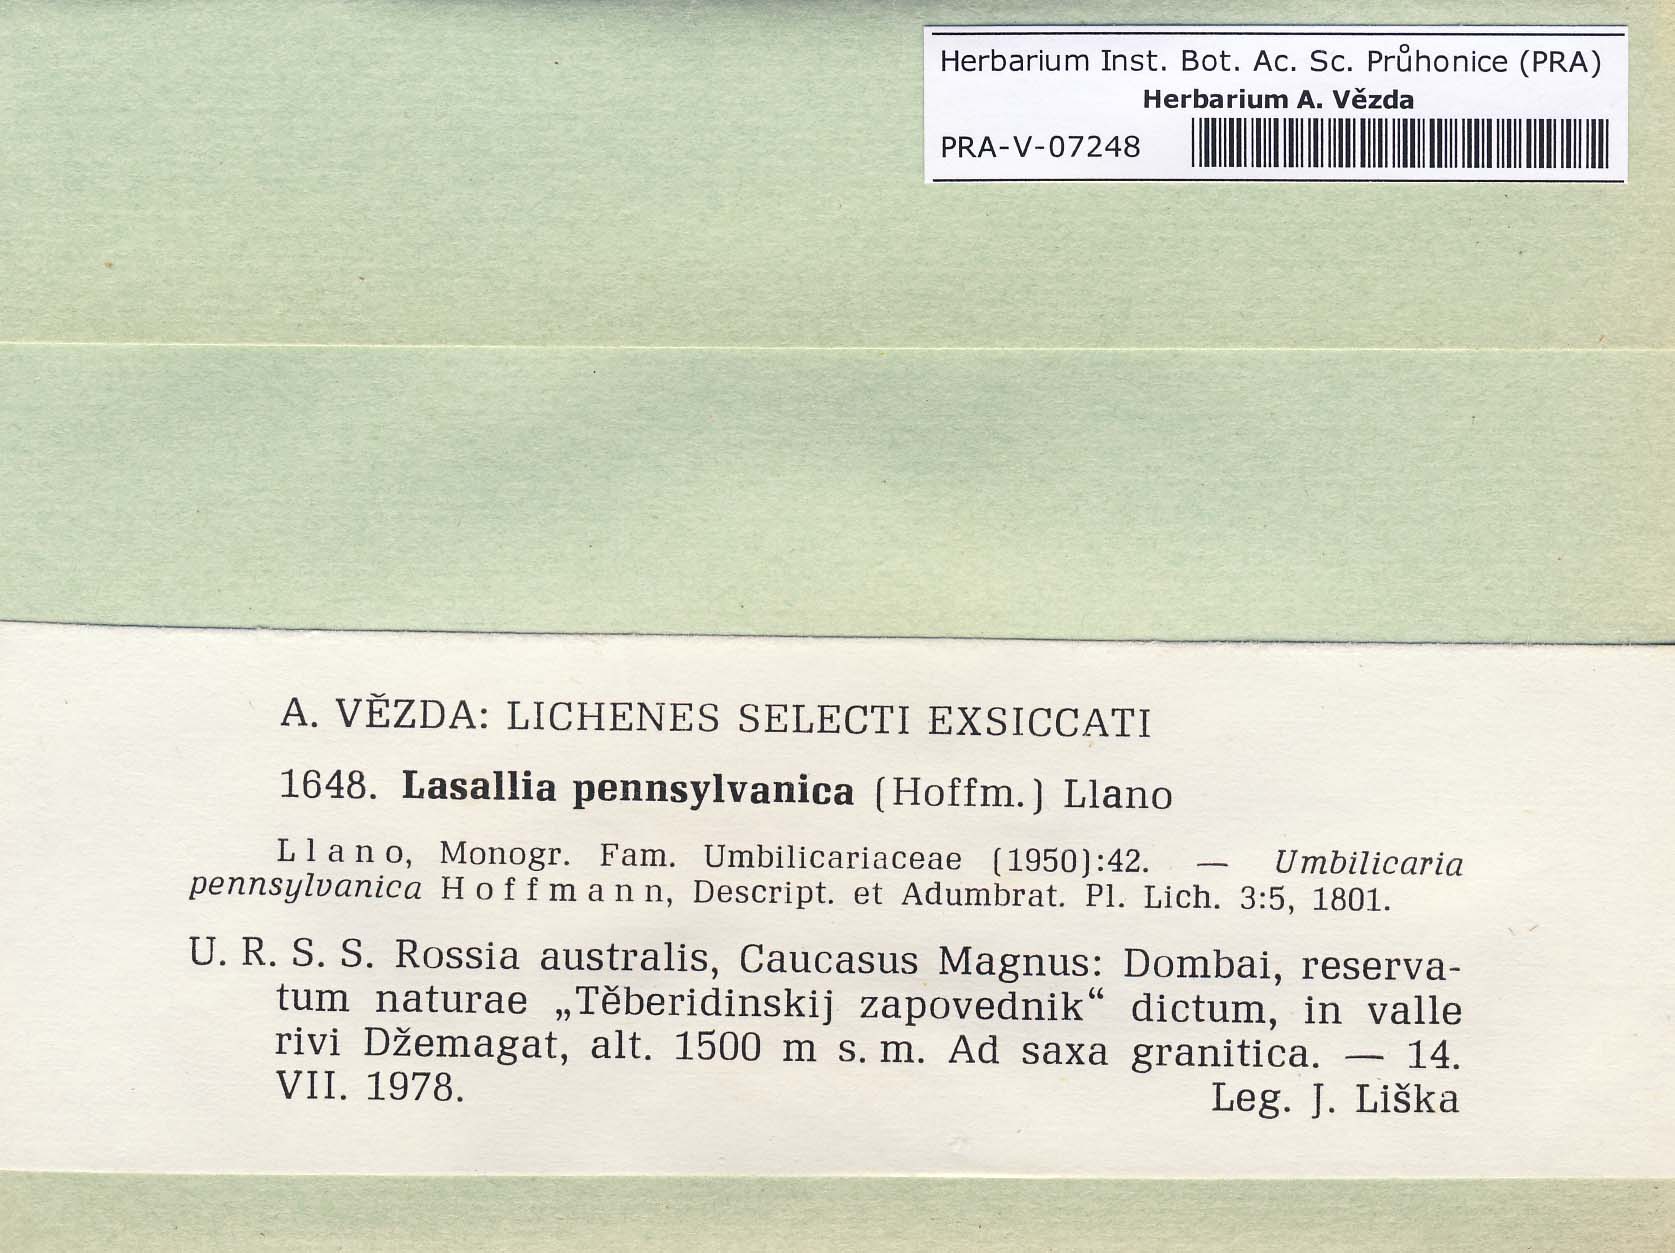 Herbarium Inst. Bot. Ac. Sc. Průhonice (PRA)
Herbarium A. Vězda
PRA-V-07248
A. VĚZDA: LICHENES SELECTI EXSICCATI
1648. Lasallia pennsylvanica (Hoffm.) Llano
Llano, Monogr. Fam. Umbilicariaceae (1950):42. — Umbilicaria
pennsylvanica Hoffmann, Descript. et Adumbrat. Pl. Lich. 3:5, 1801.
U. R. S. S. Rossia australis, Caucasus Magnus: Dombai, reserva-
tum naturae „Těberidinskij zapovednik“ dictum, in valle
rivi Džemagat, alt. 1500 m s. m. Ad saxa granitica. — 14.
VII. 1978. Leg. J. Liška